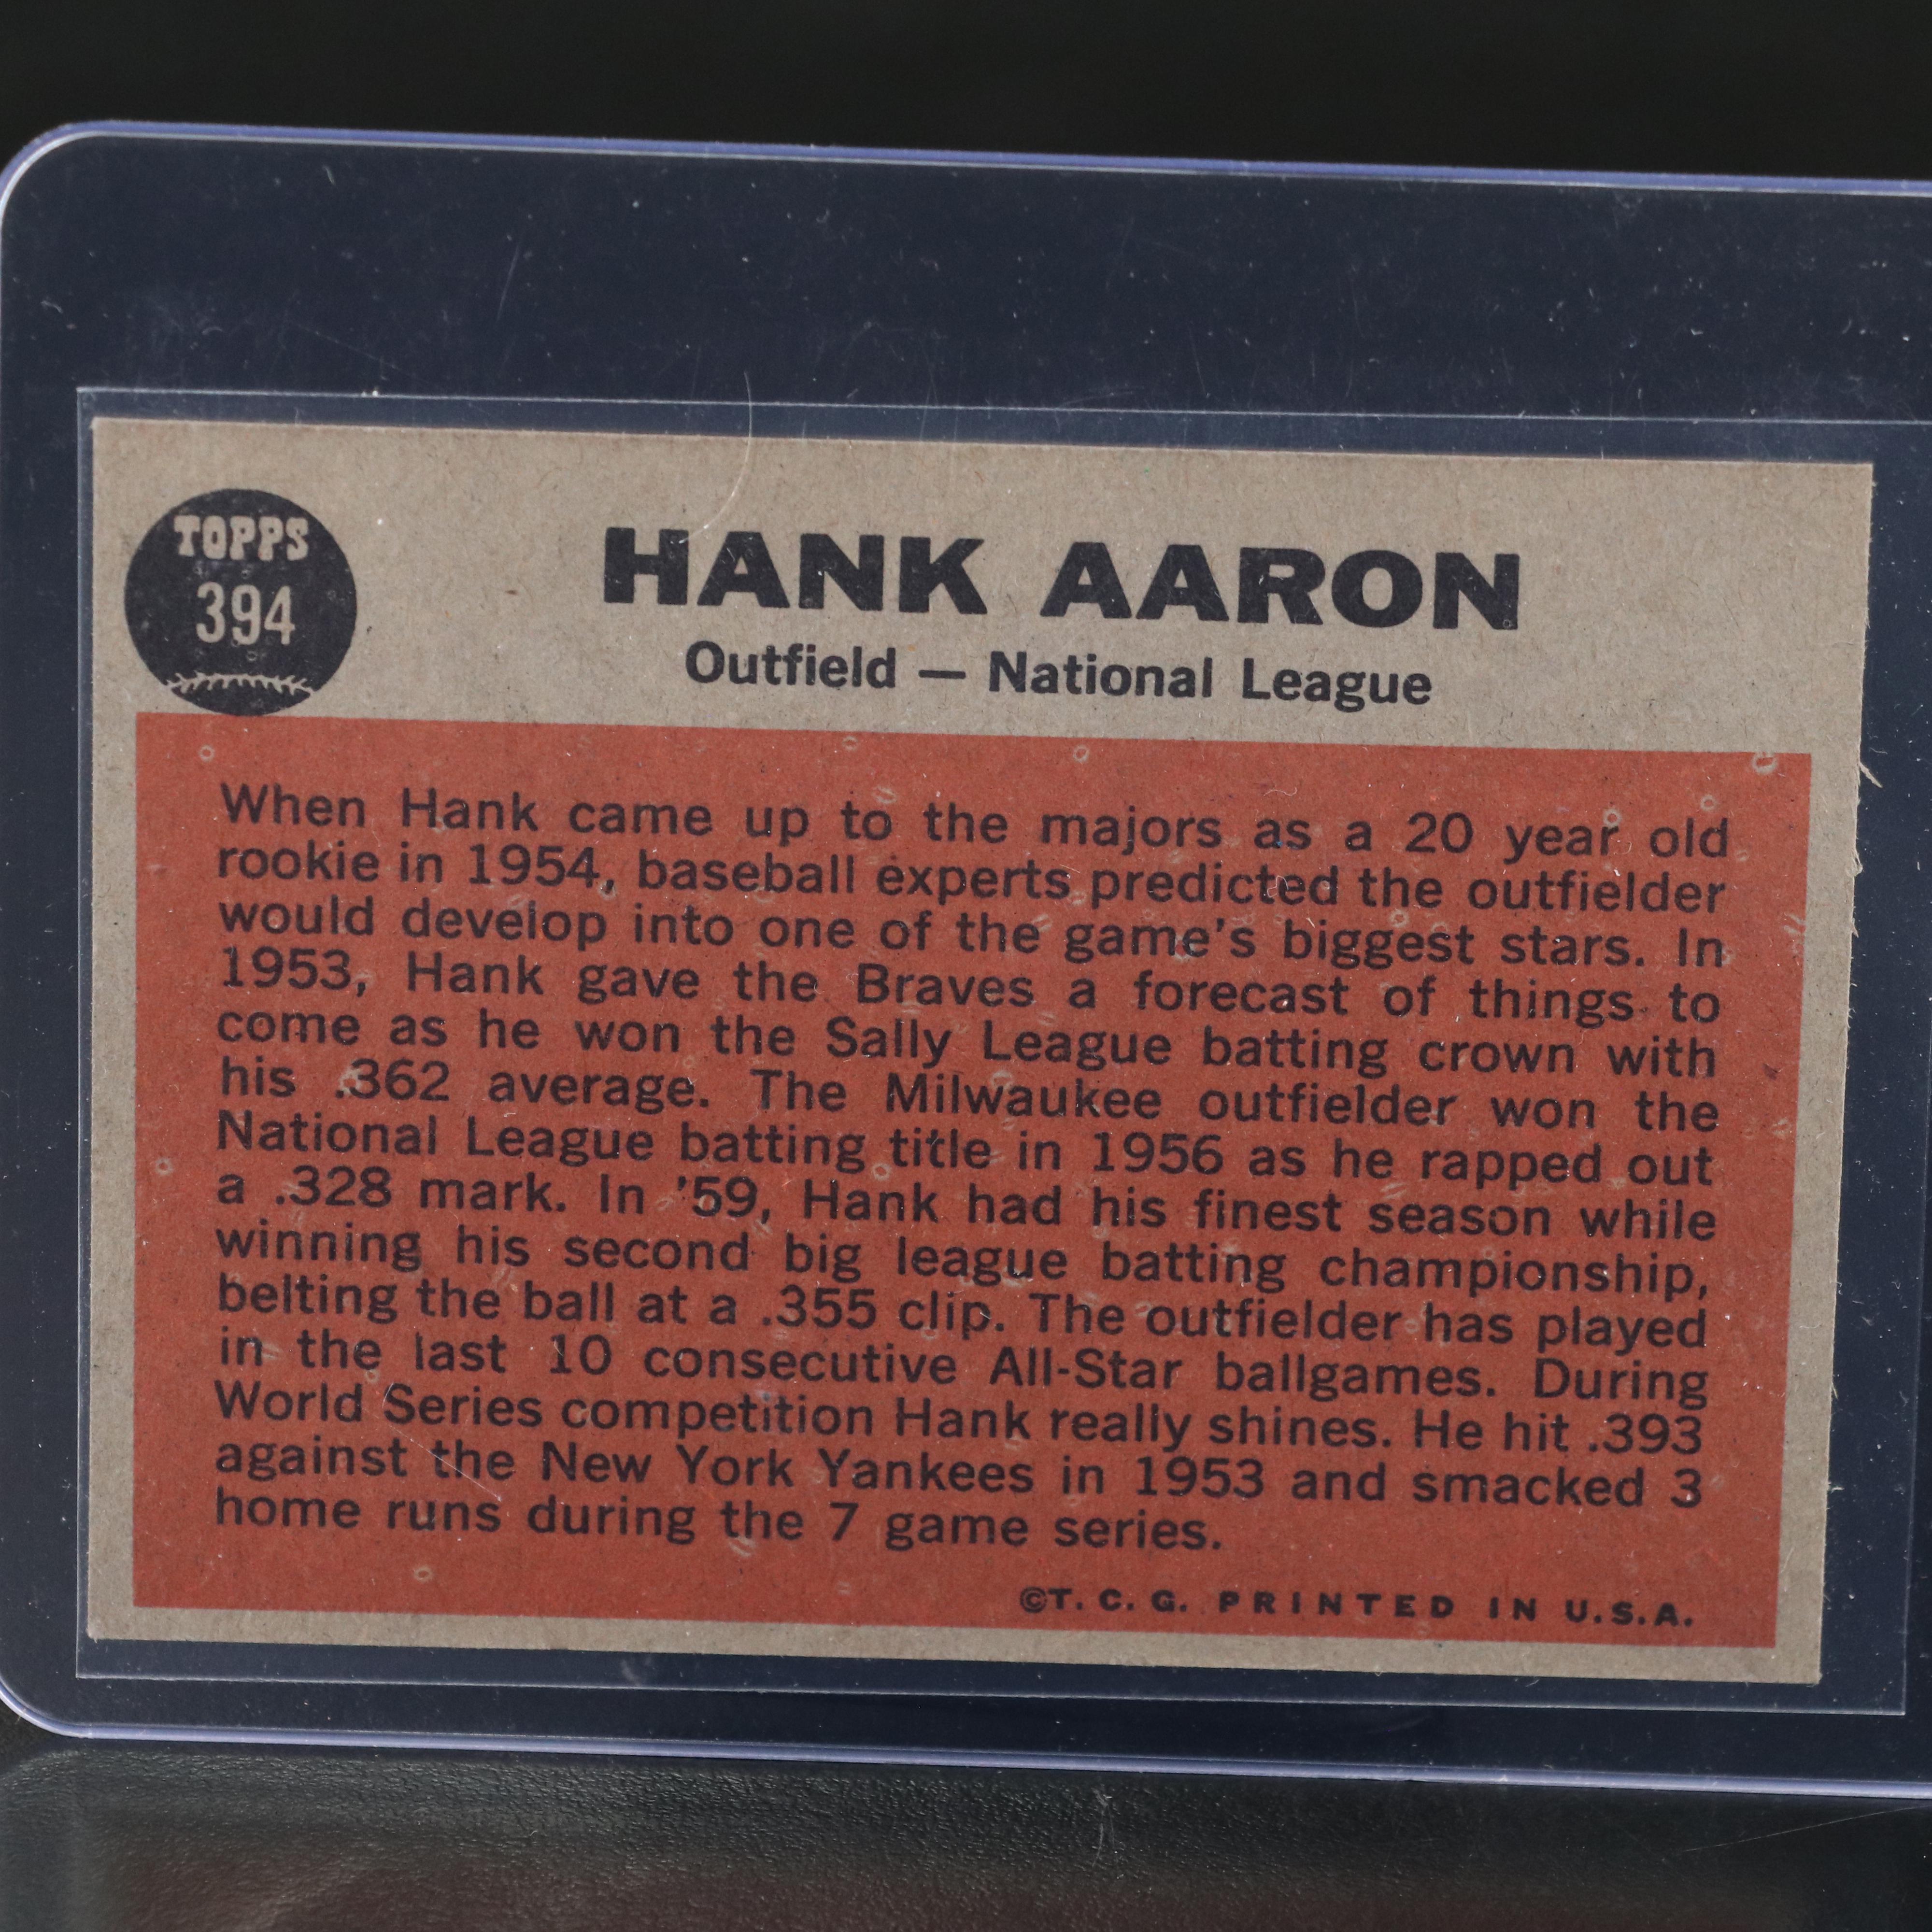 TOPPS
394
HANK AARON
Outfield — National League
When Hank came up to the majors as a 20 year old
rookie in 1954, baseball experts predicted the outfielder
would develop into one of the game's biggest stars. In
1953, Hank gave the Braves a forecast of things to
come as he won the Sally League batting crown with
his .362 average. The Milwaukee outfielder won the
National League batting title in 1956 as he rapped out
a .328 mark. In '59, Hank had his finest season while
winning his second big league batting championship,
belting the ball at a .355 clip. The outfielder has played
in the last 10 consecutive All-Star ballgames. During
World Series competition Hank really shines. He hit .393
against the New York Yankees in 1953 and smacked 3
home runs during the 7 game series.
©T. C. G. PRINTED IN U.S.A.